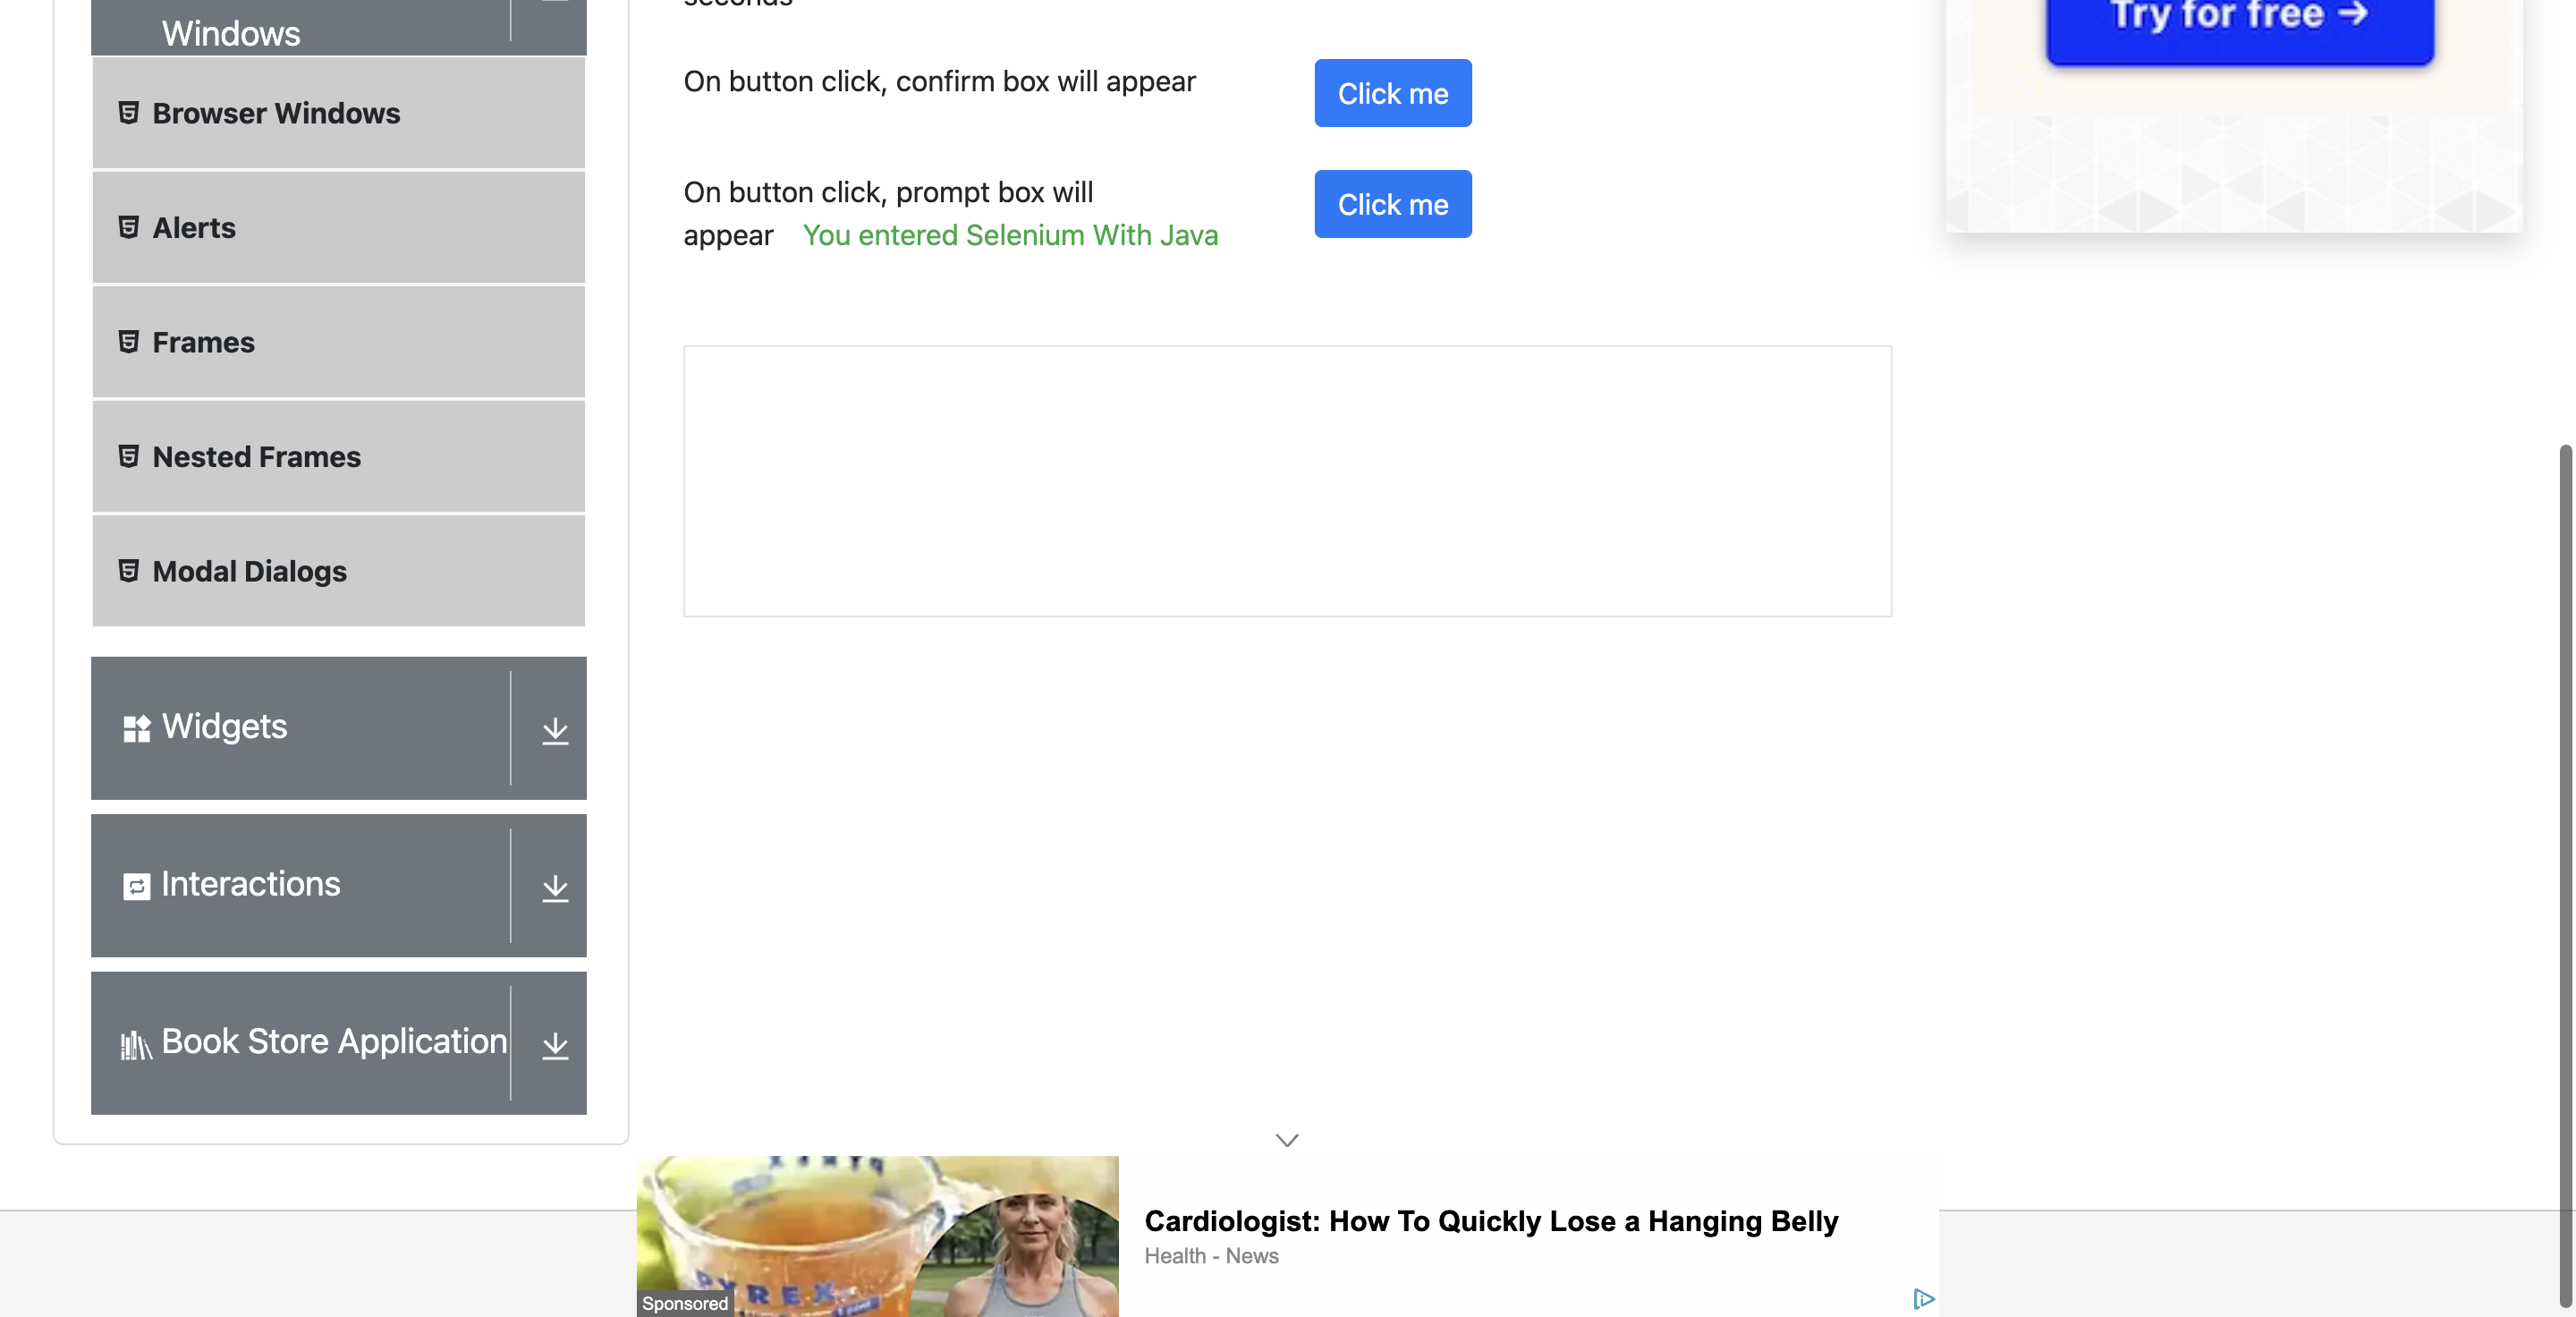 seconds
Try for free →
Windows
On button click, confirm box will appear
Click me
Browser Windows
On button click, prompt box will
appear You entered Selenium With Java
Click me
Alerts
Frames
Nested Frames
Modal Dialogs
Widgets
Interactions
Book Store Application
Cardiologist: How To Quickly Lose a Hanging Belly
Health - News
PYREX
Sponsored